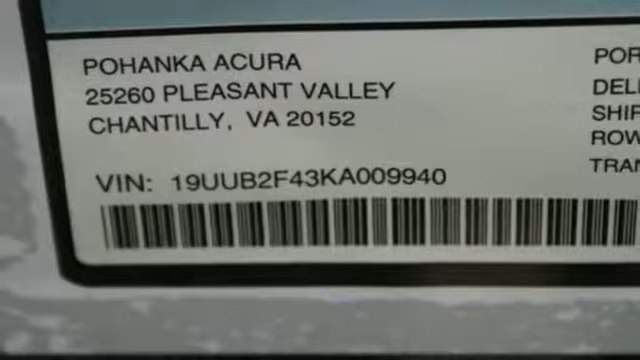 POHANKA ACURA
25260 PLEASANT VALLEY
CHANTILLY, VA 20152
VIN: 19UUB2F43KA009940
POR
DELI
SHIP
ROW
TRAN